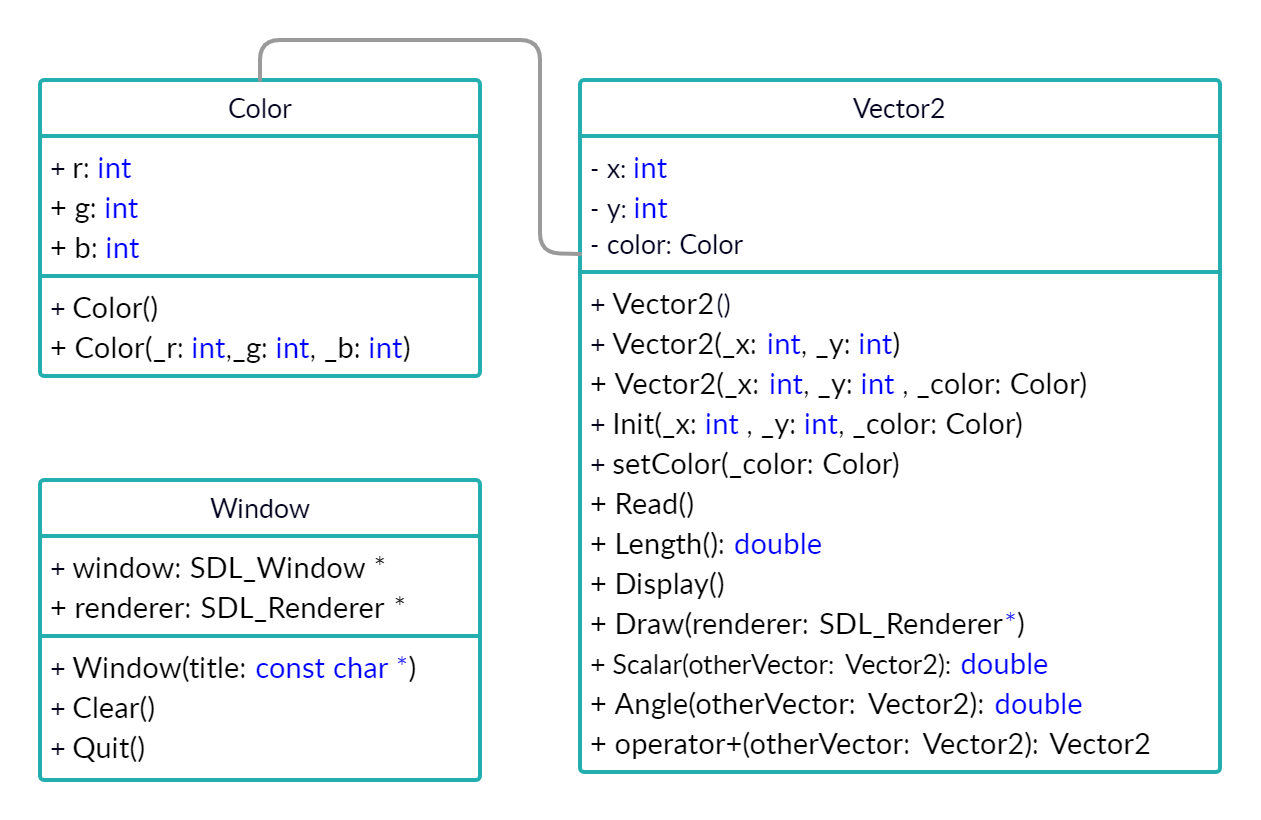 Color
+ r: int
+ g: int
+ b: int
+ Color()
+ Color(_r: int,_g: int, _b: int)
Window
+ window: SDL_Window *
+ renderer: SDL_Renderer *
+ Window(title: const char *)
+ Clear()
+ Quit()
Vector2
- x: int
- y: int
- color: Color
+ Vector2()
+ Vector2(_x: int, _y: int)
+ Vector2(_x: int, _y: int , _color: Color)
+ Init(_x: int , _y: int, _color: Color)
+ setColor(_color: Color)
+ Read()
+ Length(): double
+ Display()
+ Draw(renderer: SDL_Renderer*)
+ Scalar(otherVector: Vector2): double
+ Angle(otherVector: Vector2): double
+ operator+(otherVector: Vector2): Vector2